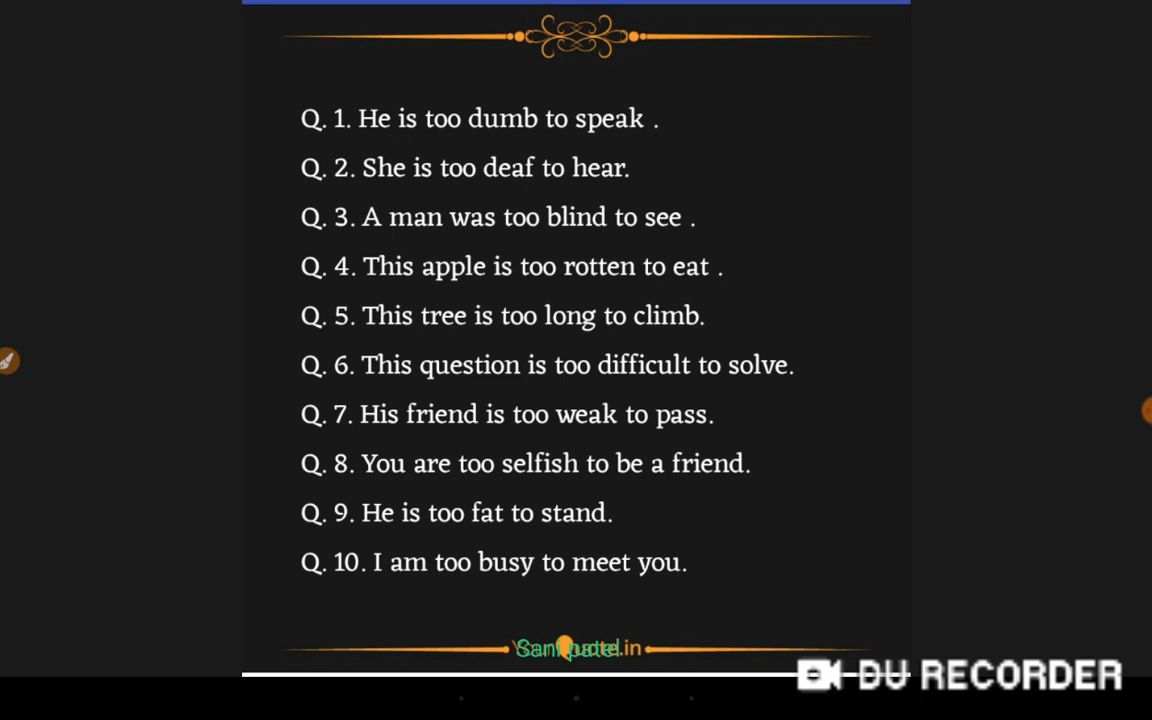 Q. 1. He is too dumb to speak .
Q. 2. She is too deaf to hear.
Q. 3. A man was too blind to see .
Q. 4. This apple is too rotten to eat .
Q. 5. This tree is too long to climb.
Q. 6. This question is too difficult to solve.
Q. 7. His friend is too weak to pass.
Q. 8. You are too selfish to be a friend.
Q. 9. He is too fat to stand.
Q. 10. I am too busy to meet you.
Sani patel
.in
DU RECORDER